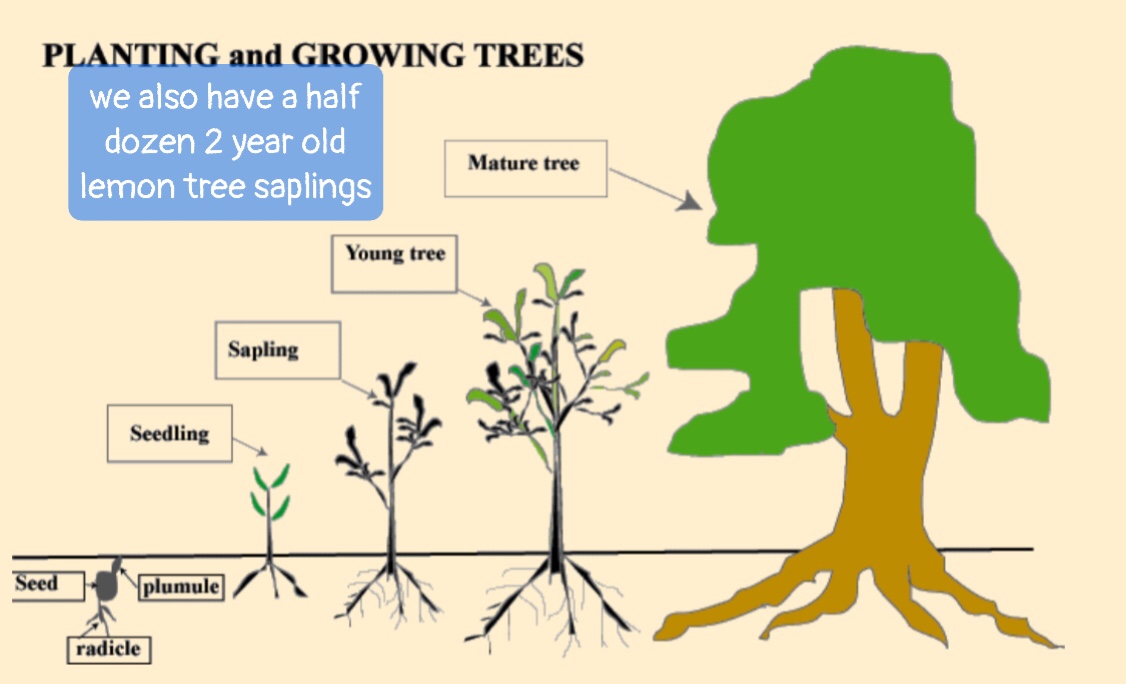 PLANTING and GROWING TREES
we also have a half
dozen 2 year old
lemon tree saplings
Mature tree
Young tree
Sapling
Seedling
Seed
plumule
radicle